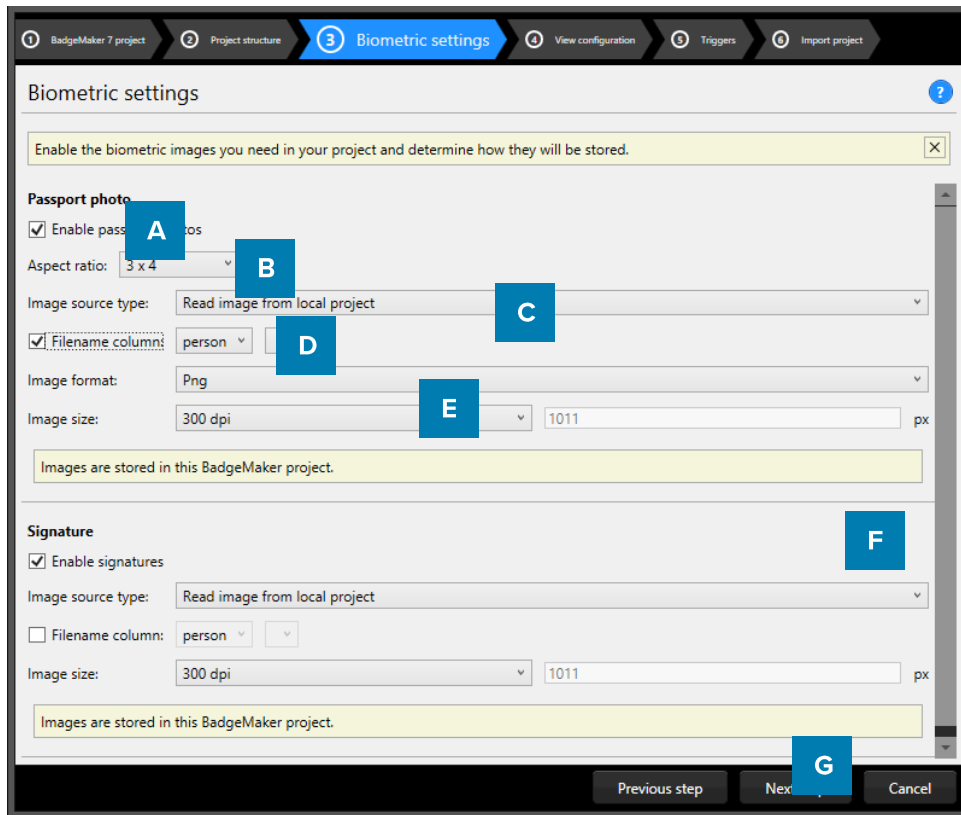 1 BadgeMaker 7 project 2 Project structure 3 Biometric settings 4 View configuration 5 Triggers 6 Import project
Biometric settings ?
Enable the biometric images you need in your project and determine how they will be stored.
Passport photo
A
Enable
Aspect ratio: 3 x 4
B
Image source type: Read image from local project
C
Filename column: person
D
Image format: Png
E
Image size: 300 dpi 1011 px
Images are stored in this BadgeMaker project.
Signature
F
Enable signatures
Image source type: Read image from local project
Filename column: person
Image size: 300 dpi 1011 px
Images are stored in this BadgeMaker project.
G
Previous step Cancel